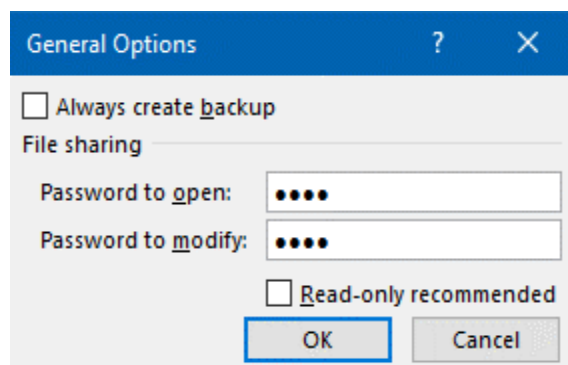 General Options ? ×
Always create backup
File sharing
Password to open: ●●●●
Password to modify: ●●●●
Read-only recommended
OK Cancel